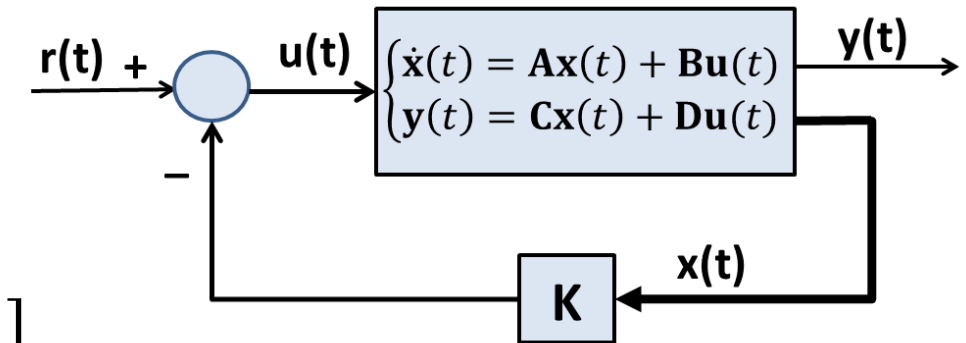 r(t) +
u(t)
{ẋ(t) = Ax(t) + Bu(t)
y(t) = Cx(t) + Du(t)
y(t)
−
x(t)
K
]